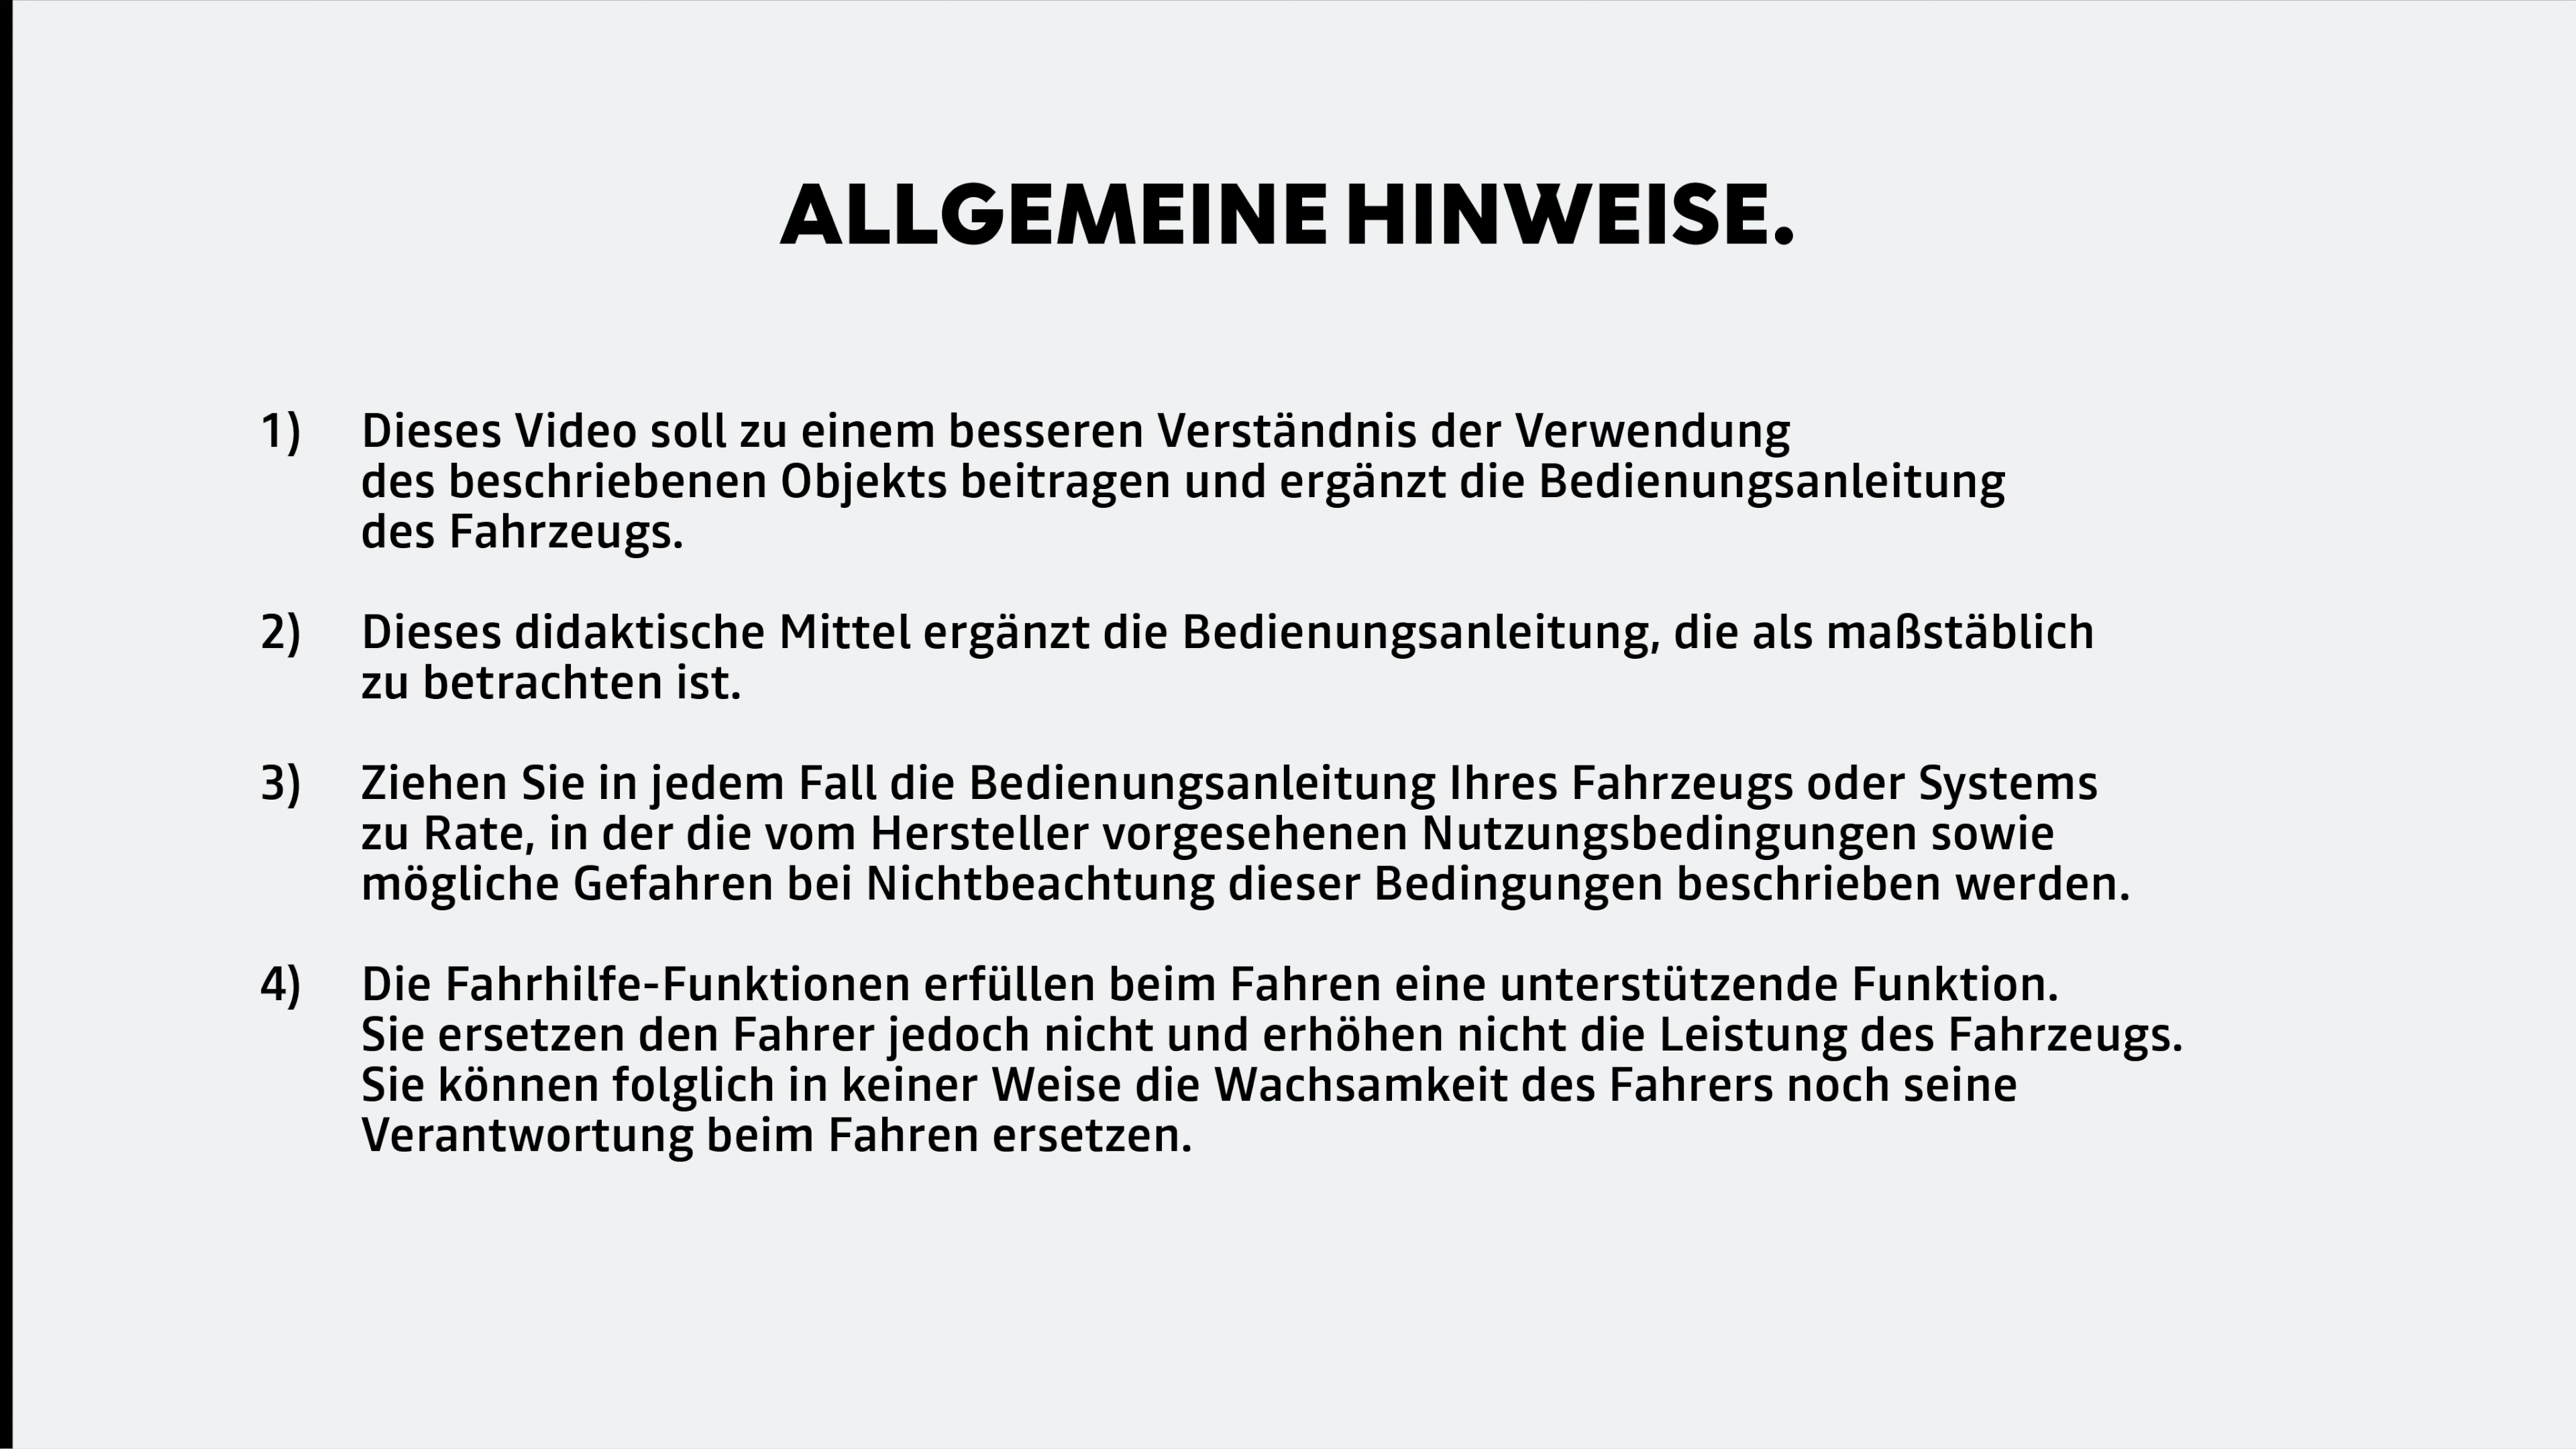 ALLGEMEINE HINWEISE.
1) Dieses Video soll zu einem besseren Verständnis der Verwendung
des beschriebenen Objekts beitragen und ergänzt die Bedienungsanleitung
des Fahrzeugs.
2) Dieses didaktische Mittel ergänzt die Bedienungsanleitung, die als maßstäblich
zu betrachten ist.
3) Ziehen Sie in jedem Fall die Bedienungsanleitung Ihres Fahrzeugs oder Systems
zu Rate, in der die vom Hersteller vorgesehenen Nutzungsbedingungen sowie
mögliche Gefahren bei Nichtbeachtung dieser Bedingungen beschrieben werden.
4) Die Fahrhilfe-Funktionen erfüllen beim Fahren eine unterstützende Funktion.
Sie ersetzen den Fahrer jedoch nicht und erhöhen nicht die Leistung des Fahrzeugs.
Sie können folglich in keiner Weise die Wachsamkeit des Fahrers noch seine
Verantwortung beim Fahren ersetzen.